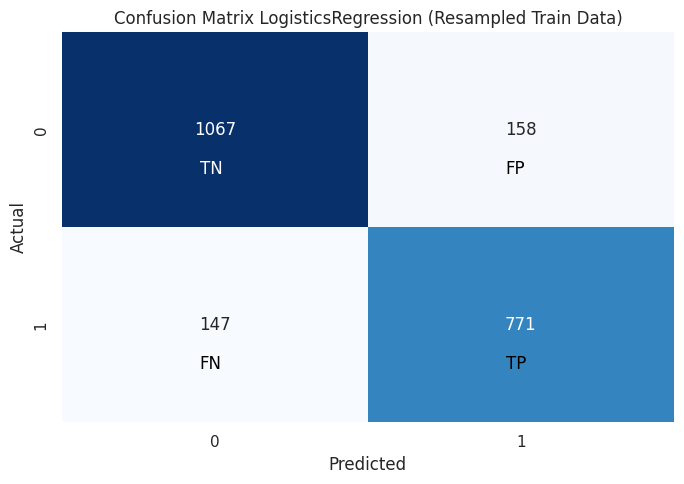 Confusion Matrix LogisticsRegression (Resampled Train Data)
Actual
0
1067
TN
158
FP
1
147
FN
771
TP
0
1
Predicted